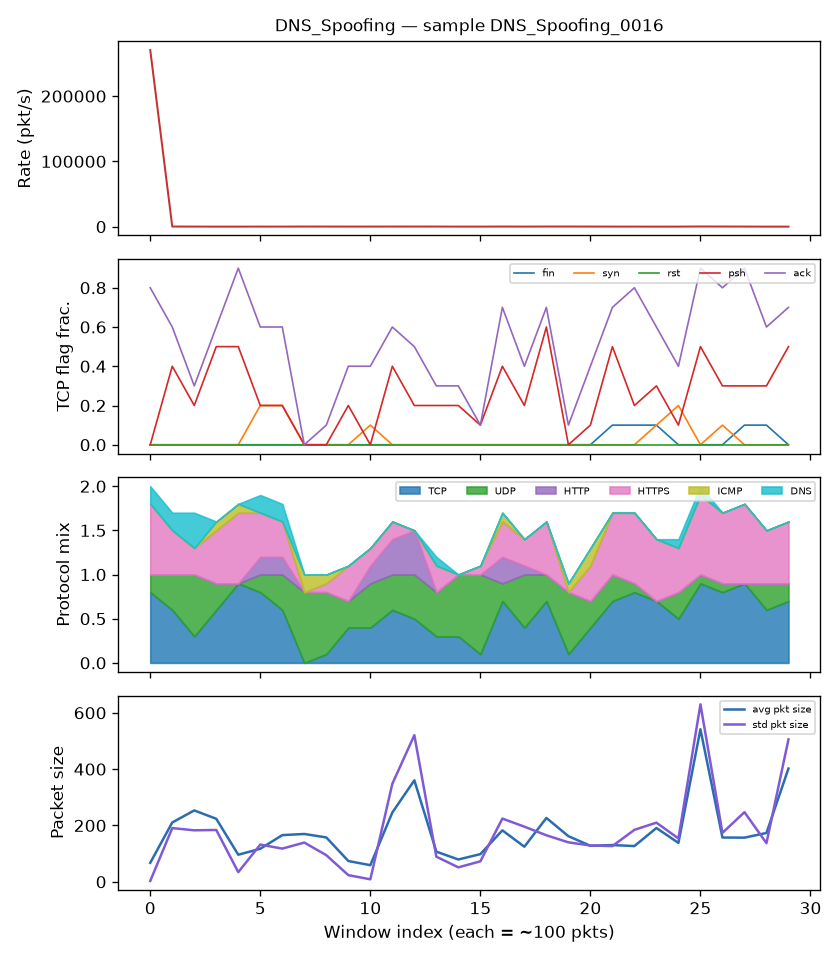 DNS_Spoofing — sample DNS_Spoofing_0016
Rate (pkt/s)
200000
100000
0
TCP flag frac.
0.8
0.6
0.4
0.2
0.0
fin syn rst psh ack
Protocol mix
2.0
1.5
1.0
0.5
0.0
TCP UDP HTTP HTTPS ICMP DNS
Packet size
600
400
200
0
avg pkt size
std pkt size
0 5 10 15 20 25 30
Window index (each = ~100 pkts)